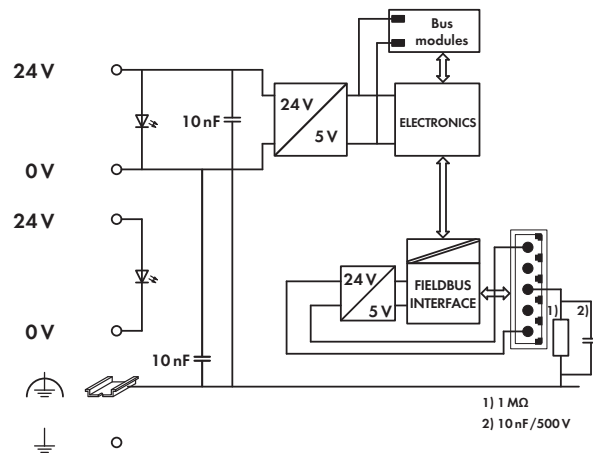 Bus
modules
24 V
24 V
10 nF
5 V
ELECTRONICS
0 V
24 V
24 V
5 V
FIELDBUS
INTERFACE
1)
2)
0 V
10 nF
1) 1 MΩ
2) 10 nF/500 V